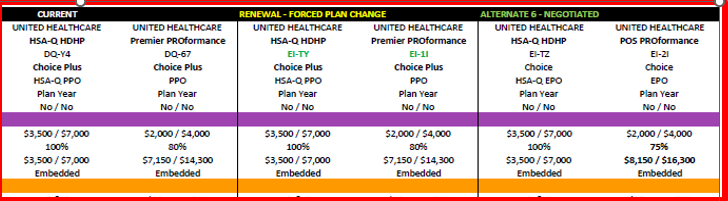 CURRENT RENEWAL - FORCED PLAN CHANGE ALTERNATE 6 - NEGOTIATED
UNITED HEALTHCARE UNITED HEALTHCARE UNITED HEALTHCARE UNITED HEALTHCARE UNITED HEALTHCARE UNITED HEALTHCARE
HSA-Q HDHP Premier PROformance HSA-Q HDHP Premier PROformance HSA-Q HDHP POS PROformance
DQ-Y4 DQ-67 EI-TY EI-1I EI-TZ EI-2I
Choice Plus Choice Plus Choice Plus Choice Plus Choice Choice
HSA-Q PPO PPO HSA-Q PPO PPO HSA-Q EPO EPO
Plan Year Plan Year Plan Year Plan Year Plan Year Plan Year
No / No No / No No / No No / No No / No No / No
$3,500 / $7,000 $2,000 / $4,000 $3,500 / $7,000 $2,000 / $4,000 $3,500 / $7,000 $2,000 / $4,000
100% 80% 100% 80% 100% 75%
$3,500 / $7,000 $7,150 / $14,300 $3,500 / $7,000 $7,150 / $14,300 $3,500 / $7,000 $8,150 / $16,300
Embedded Embedded Embedded Embedded Embedded Embedded